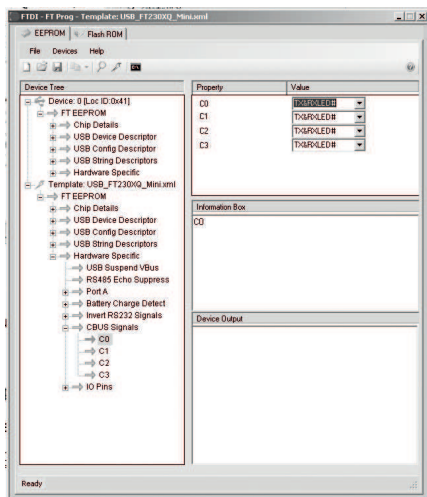 FTDI - FT Prog - Template: USB_FT230XQ_Mini.xml
EEPROM
Flash ROM
File Devices Help
Device Tree
Device: 0 [Loc ID:0x41]
FT EEPROM
Chip Details
USB Device Descriptor
USB Config Descriptor
USB String Descriptors
Hardware Specific
Template: USB_FT230XQ_Mini.xml
FT EEPROM
Chip Details
USB Device Descriptor
USB Config Descriptor
USB String Descriptors
Hardware Specific
USB Suspend VBus
RS485 Echo Suppress
Port A
Battery Charge Detect
Invert RS232 Signals
CBUS Signals
C0
C1
C2
C3
IO Pins
Property Value
C0 TX&RXLED#
C1 TX&RXLED#
C2 TX&RXLED#
C3 TX&RXLED#
Information Box
C0
Device Output
Ready